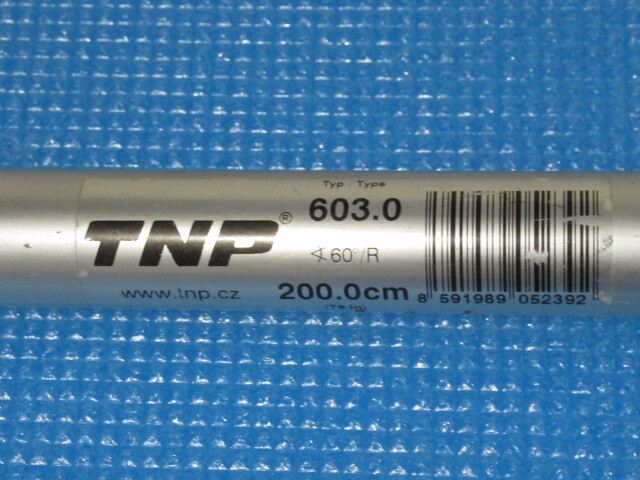 Typ / Type
TNP® 603.0
∢ 60°/R
www.tnp.cz 200.0cm 8 591989 052392